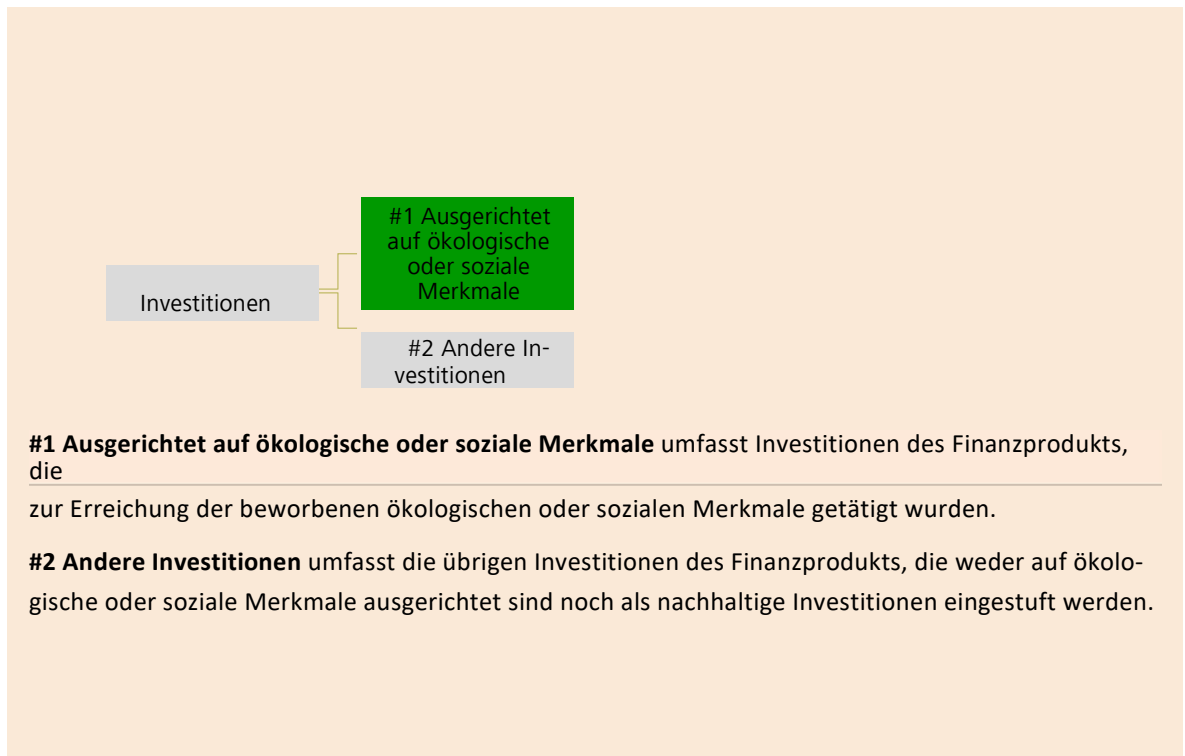 #1 Ausgerichtet
auf ökologische
oder soziale
Merkmale
Investitionen
#2 Andere In-
vestitionen
#1 Ausgerichtet auf ökologische oder soziale Merkmale umfasst Investitionen des Finanzprodukts,
die
zur Erreichung der beworbenen ökologischen oder sozialen Merkmale getätigt wurden.
#2 Andere Investitionen umfasst die übrigen Investitionen des Finanzprodukts, die weder auf ökolo-
gische oder soziale Merkmale ausgerichtet sind noch als nachhaltige Investitionen eingestuft werden.